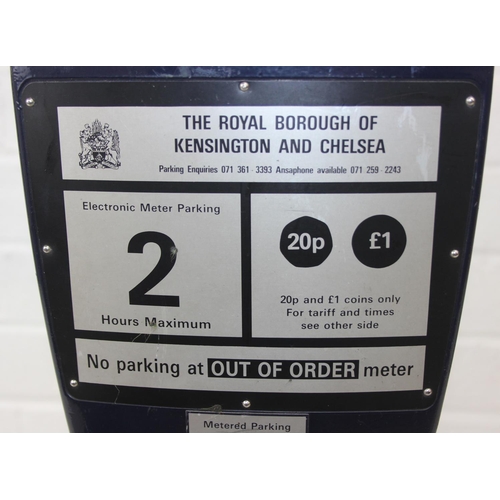 THE ROYAL BOROUGH OF
KENSINGTON AND CHELSEA
Parking Enquiries 071 361 · 3393 Ansaphone available 071 259 · 2243
Electronic Meter Parking
2
Hours Maximum
20p £1
20p and £1 coins only
For tariff and times
see other side
No parking at OUT OF ORDER meter
Metered Parking